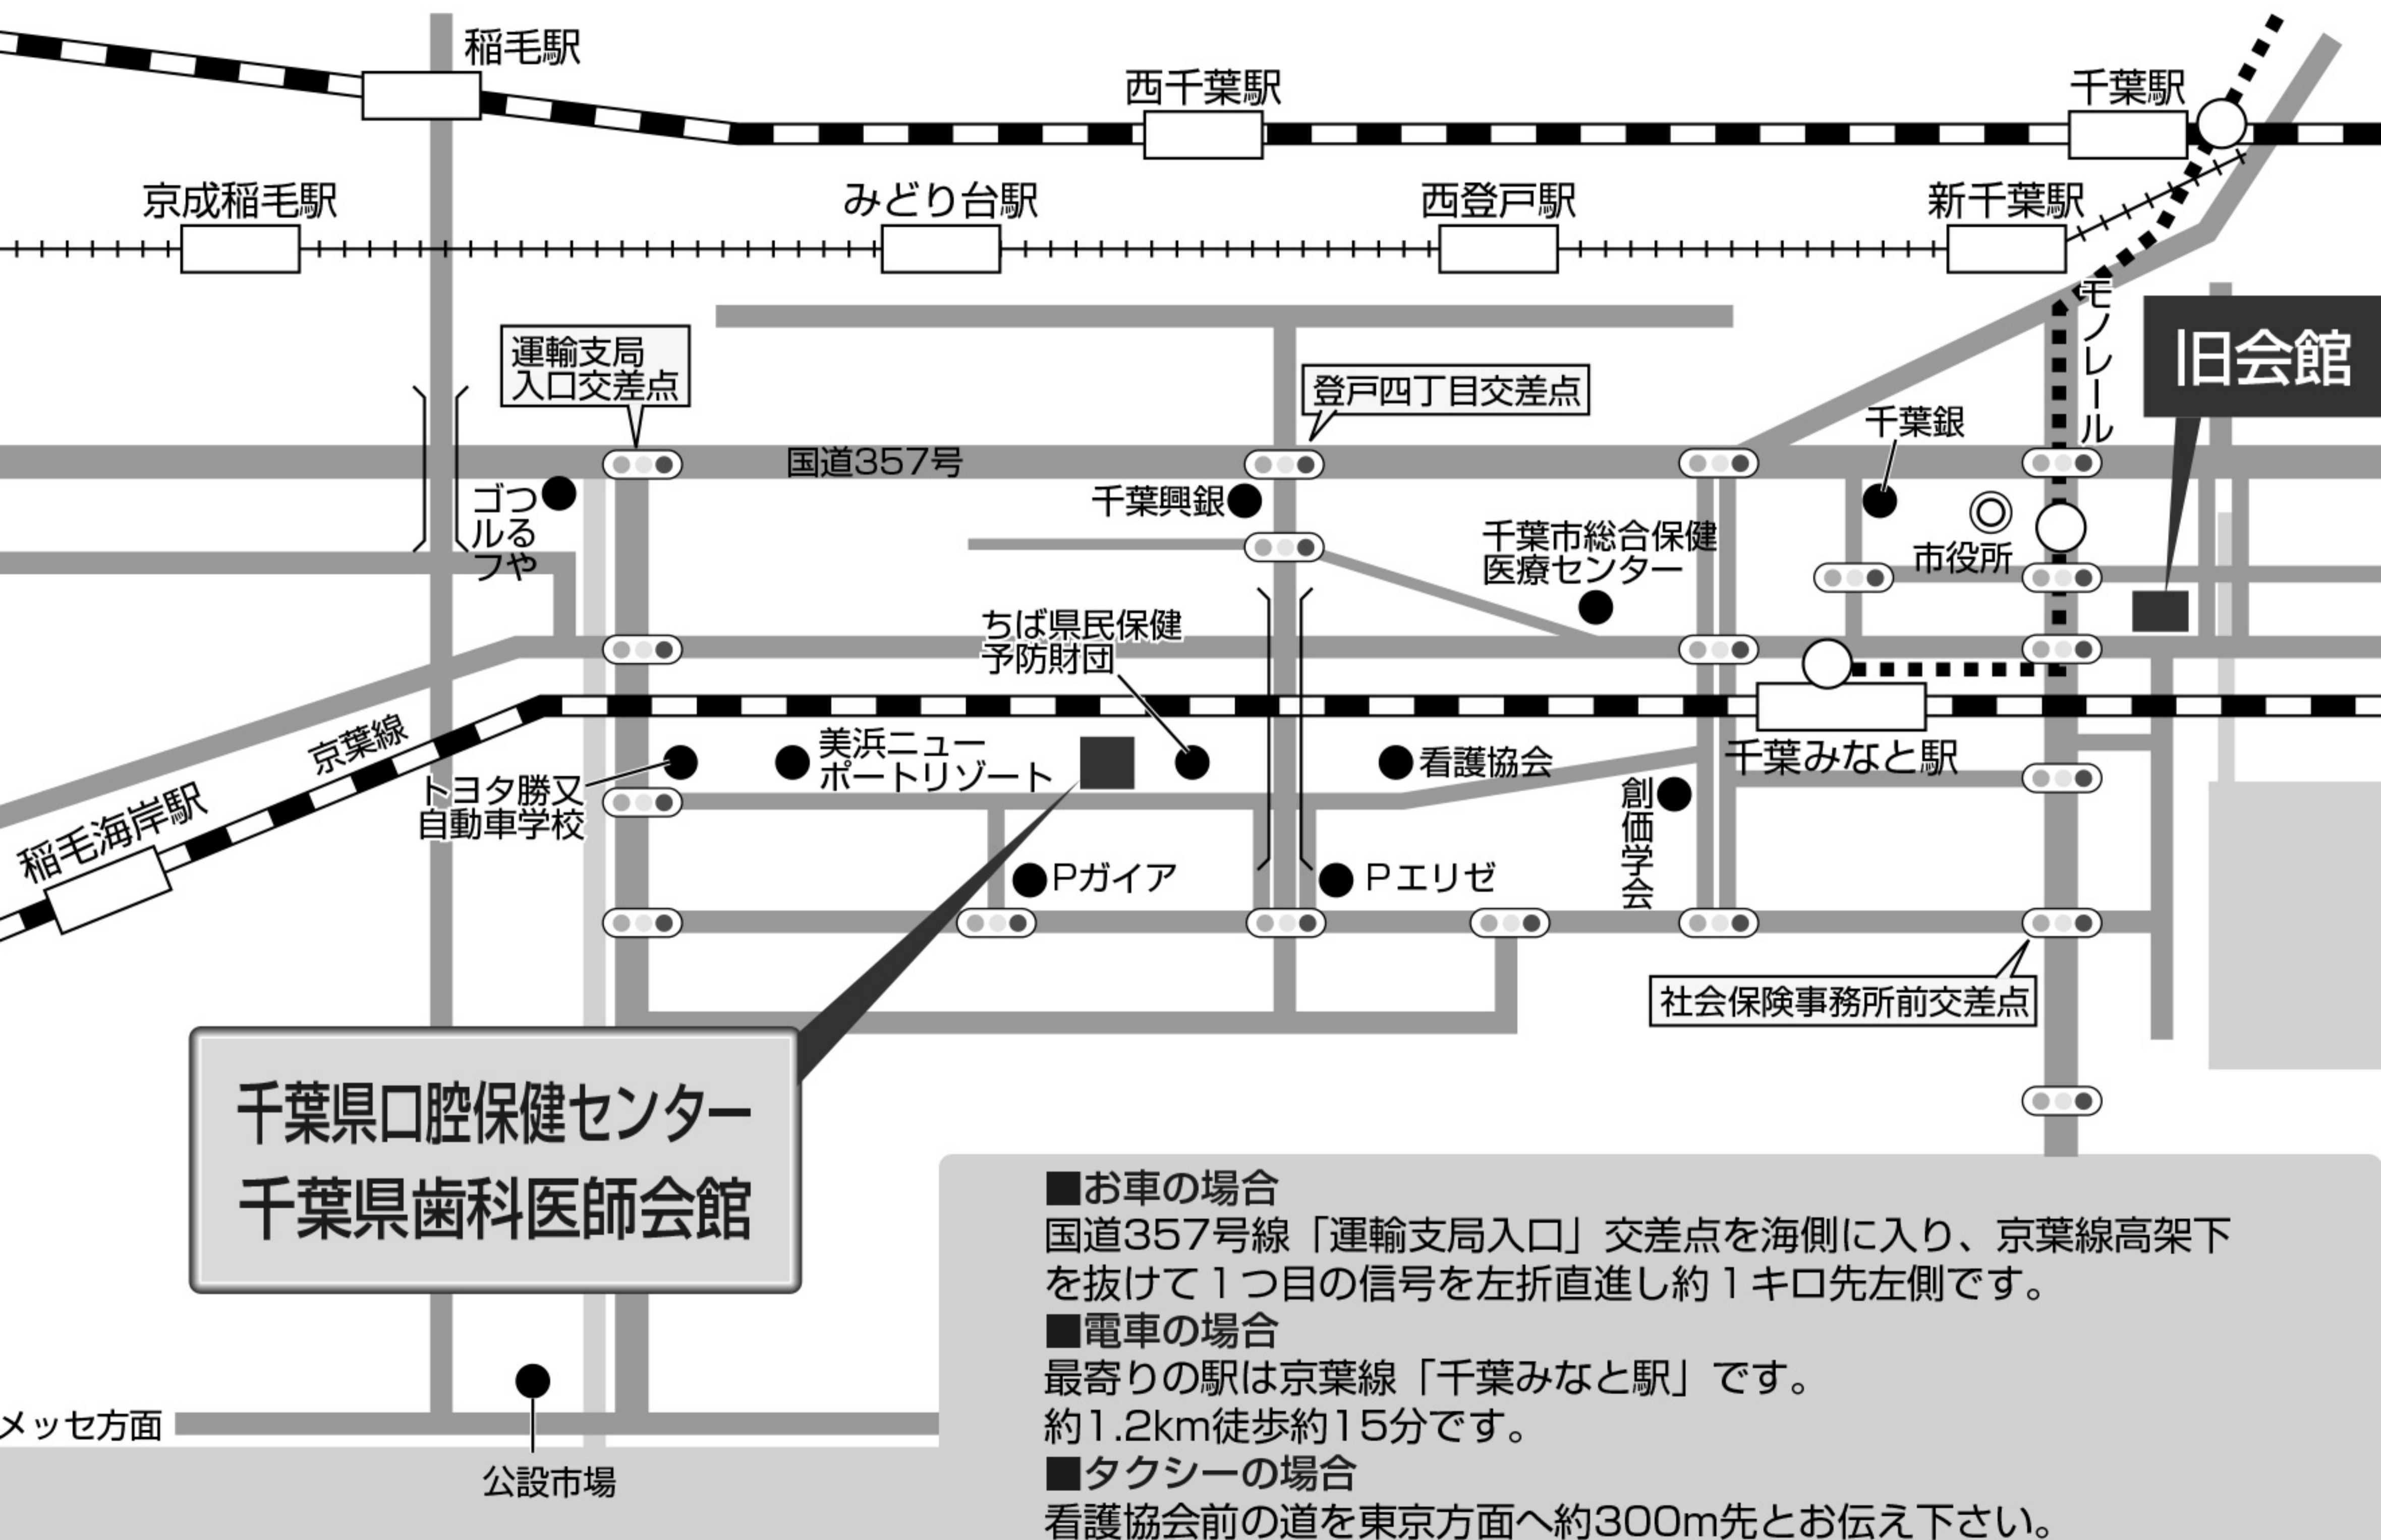 稲毛駅
西千葉駅
千葉駅
京成稲毛駅
みどり台駅
西登戸駅
新千葉駅
モノレール
旧会館
運輸支局
入口交差点
登戸四丁目交差点
千葉銀
国道357号
つるや
ゴルフ
千葉興銀
千葉市総合保健
医療センター
市役所
ちば県民保健
予防財団
京葉線
美浜ニュー
ポートリゾート
看護協会
千葉みなと駅
トヨタ勝又
自動車学校
稲毛海岸駅
創価学会
Pガイア
Pエリゼ
社会保険事務所前交差点
千葉県口腔保健センター
千葉県歯科医師会館
メッセ方面
公設市場
■お車の場合
国道357号線「運輸支局入口」交差点を海側に入り、京葉線高架下
を抜けて1つ目の信号を左折直進し約1キロ先左側です。
■電車の場合
最寄りの駅は京葉線「千葉みなと駅」です。
約1.2km徒歩約15分です。
■タクシーの場合
看護協会前の道を東京方面へ約300m先とお伝え下さい。